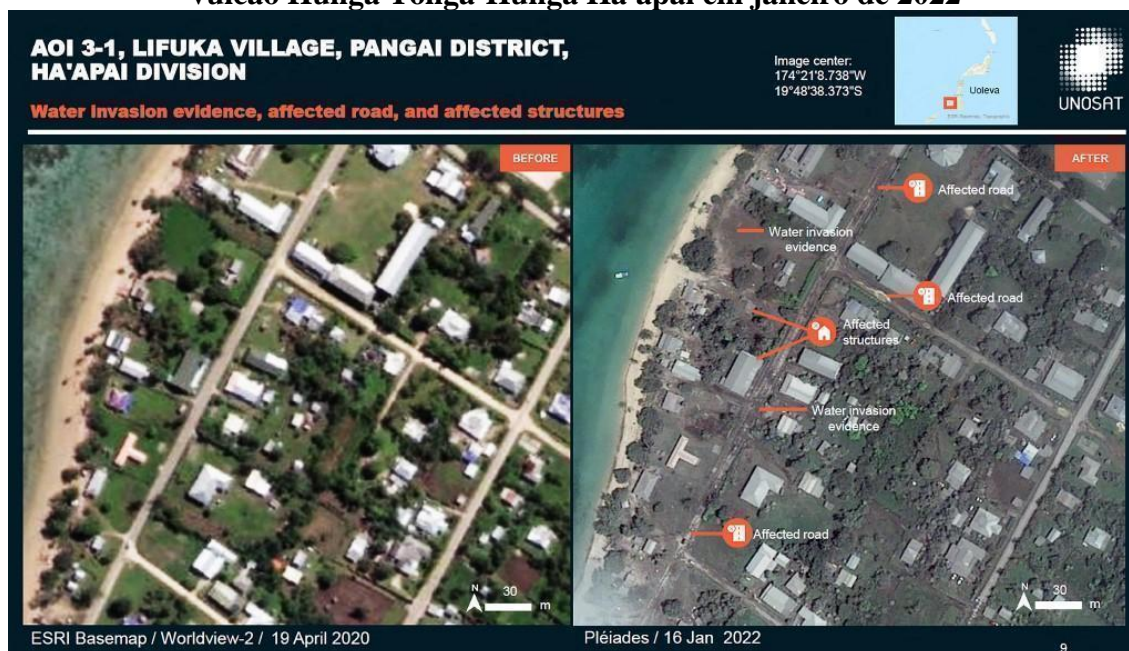 vulcão Hunga Tonga-Hunga Ha'apai em janeiro de 2022
AOI 3-1, LIFUKA VILLAGE, PANGAI DISTRICT,
HA'APAI DIVISION
Water invasion evidence, affected road, and affected structures
Image center:
174°21'8.738"W
19°48'38.373"S
Uoleva
UNOSAT
BEFORE
AFTER
Affected road
Water invasion
evidence
Affected road
Affected
structures
Water invasion
evidence
Affected road
N
30
m
N
30
m
ESRI Basemap / Worldview-2 / 19 April 2020
Pléiades / 16 Jan 2022
9